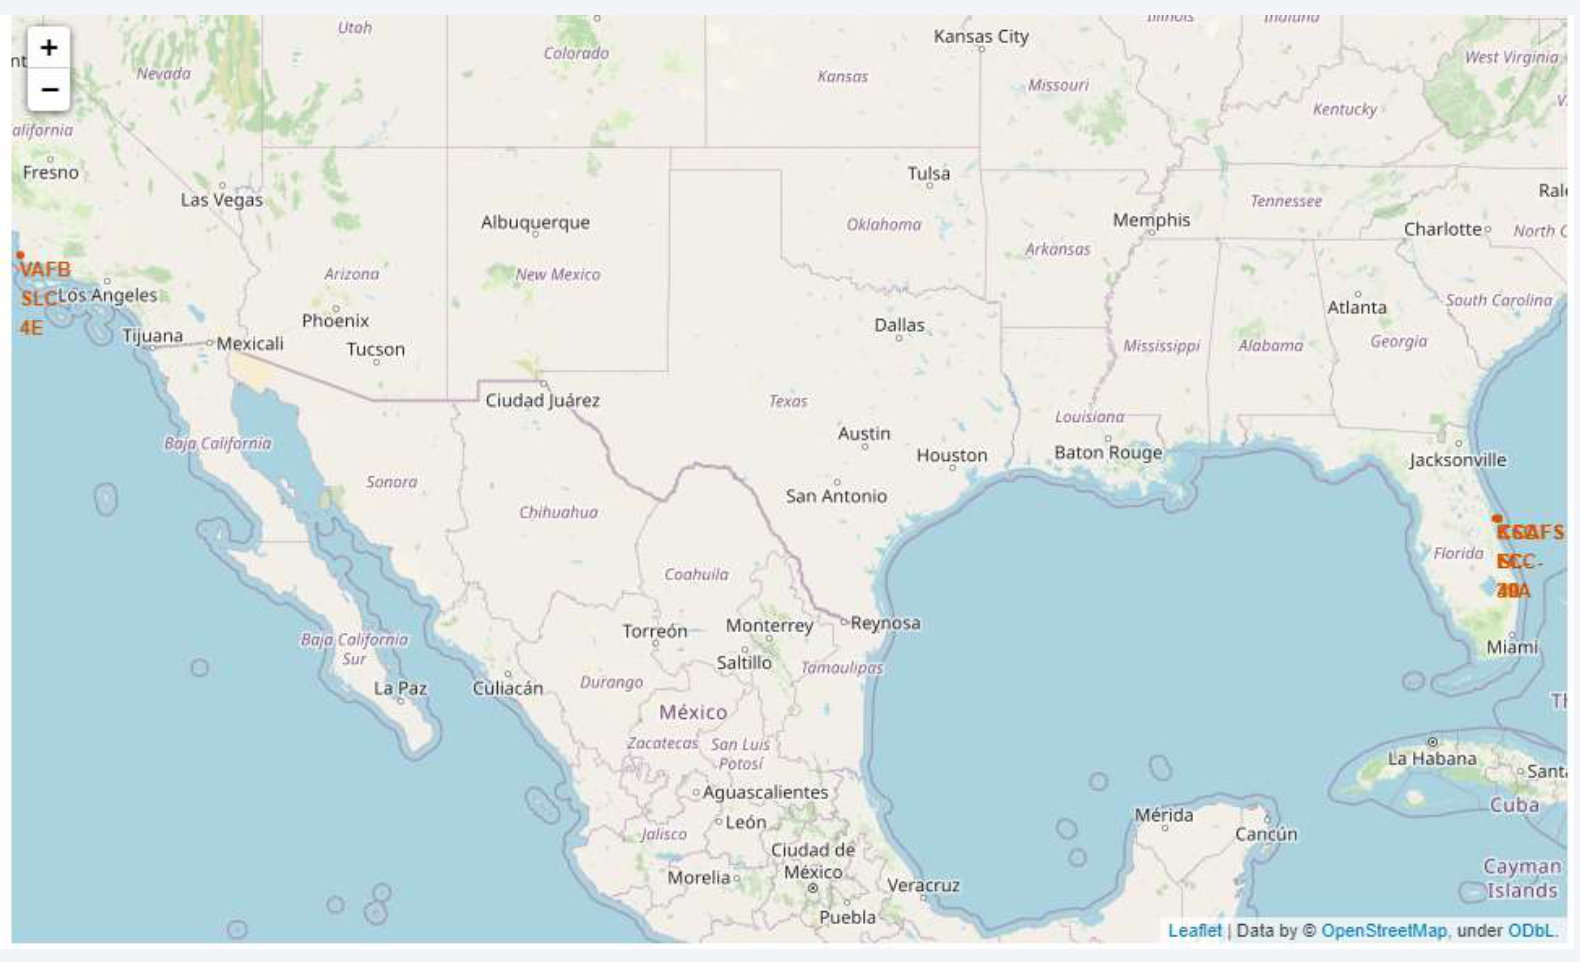 +
−
Utah
Colorado
Kansas City
Illinois
Indiana
West Virginia
Nevada
Kansas
Missouri
Kentucky
alifornia
Fresno
Las Vegas
Tulsa
Albuquerque
Oklahoma
Memphis
Tennessee
Charlotte
North C
Arkansas
VAFB
SLC-
4E
Los Angeles
Arizona
New Mexico
Phoenix
Atlanta
South Carolina
Tijuana
Mexicali
Tucson
Dallas
Mississippi
Alabama
Georgia
Ciudad Juárez
Texas
Louisiana
Baja California
Austin
Houston
Baton Rouge
Jacksonville
Sonora
San Antonio
Chihuahua
Florida
Coahuila
Torreón
Monterrey
Reynosa
Saltillo
Tamaulipas
Miami
Baja California
Sur
La Paz
Culiacán
Durango
México
Zacatecas
San Luis
Potosí
La Habana
Aguascalientes
Cuba
León
Jalisco
Mérida
Cancún
Ciudad de
México
Morelia
Veracruz
Cayman
Islands
Puebla
Leaflet | Data by © OpenStreetMap, under ODbL.